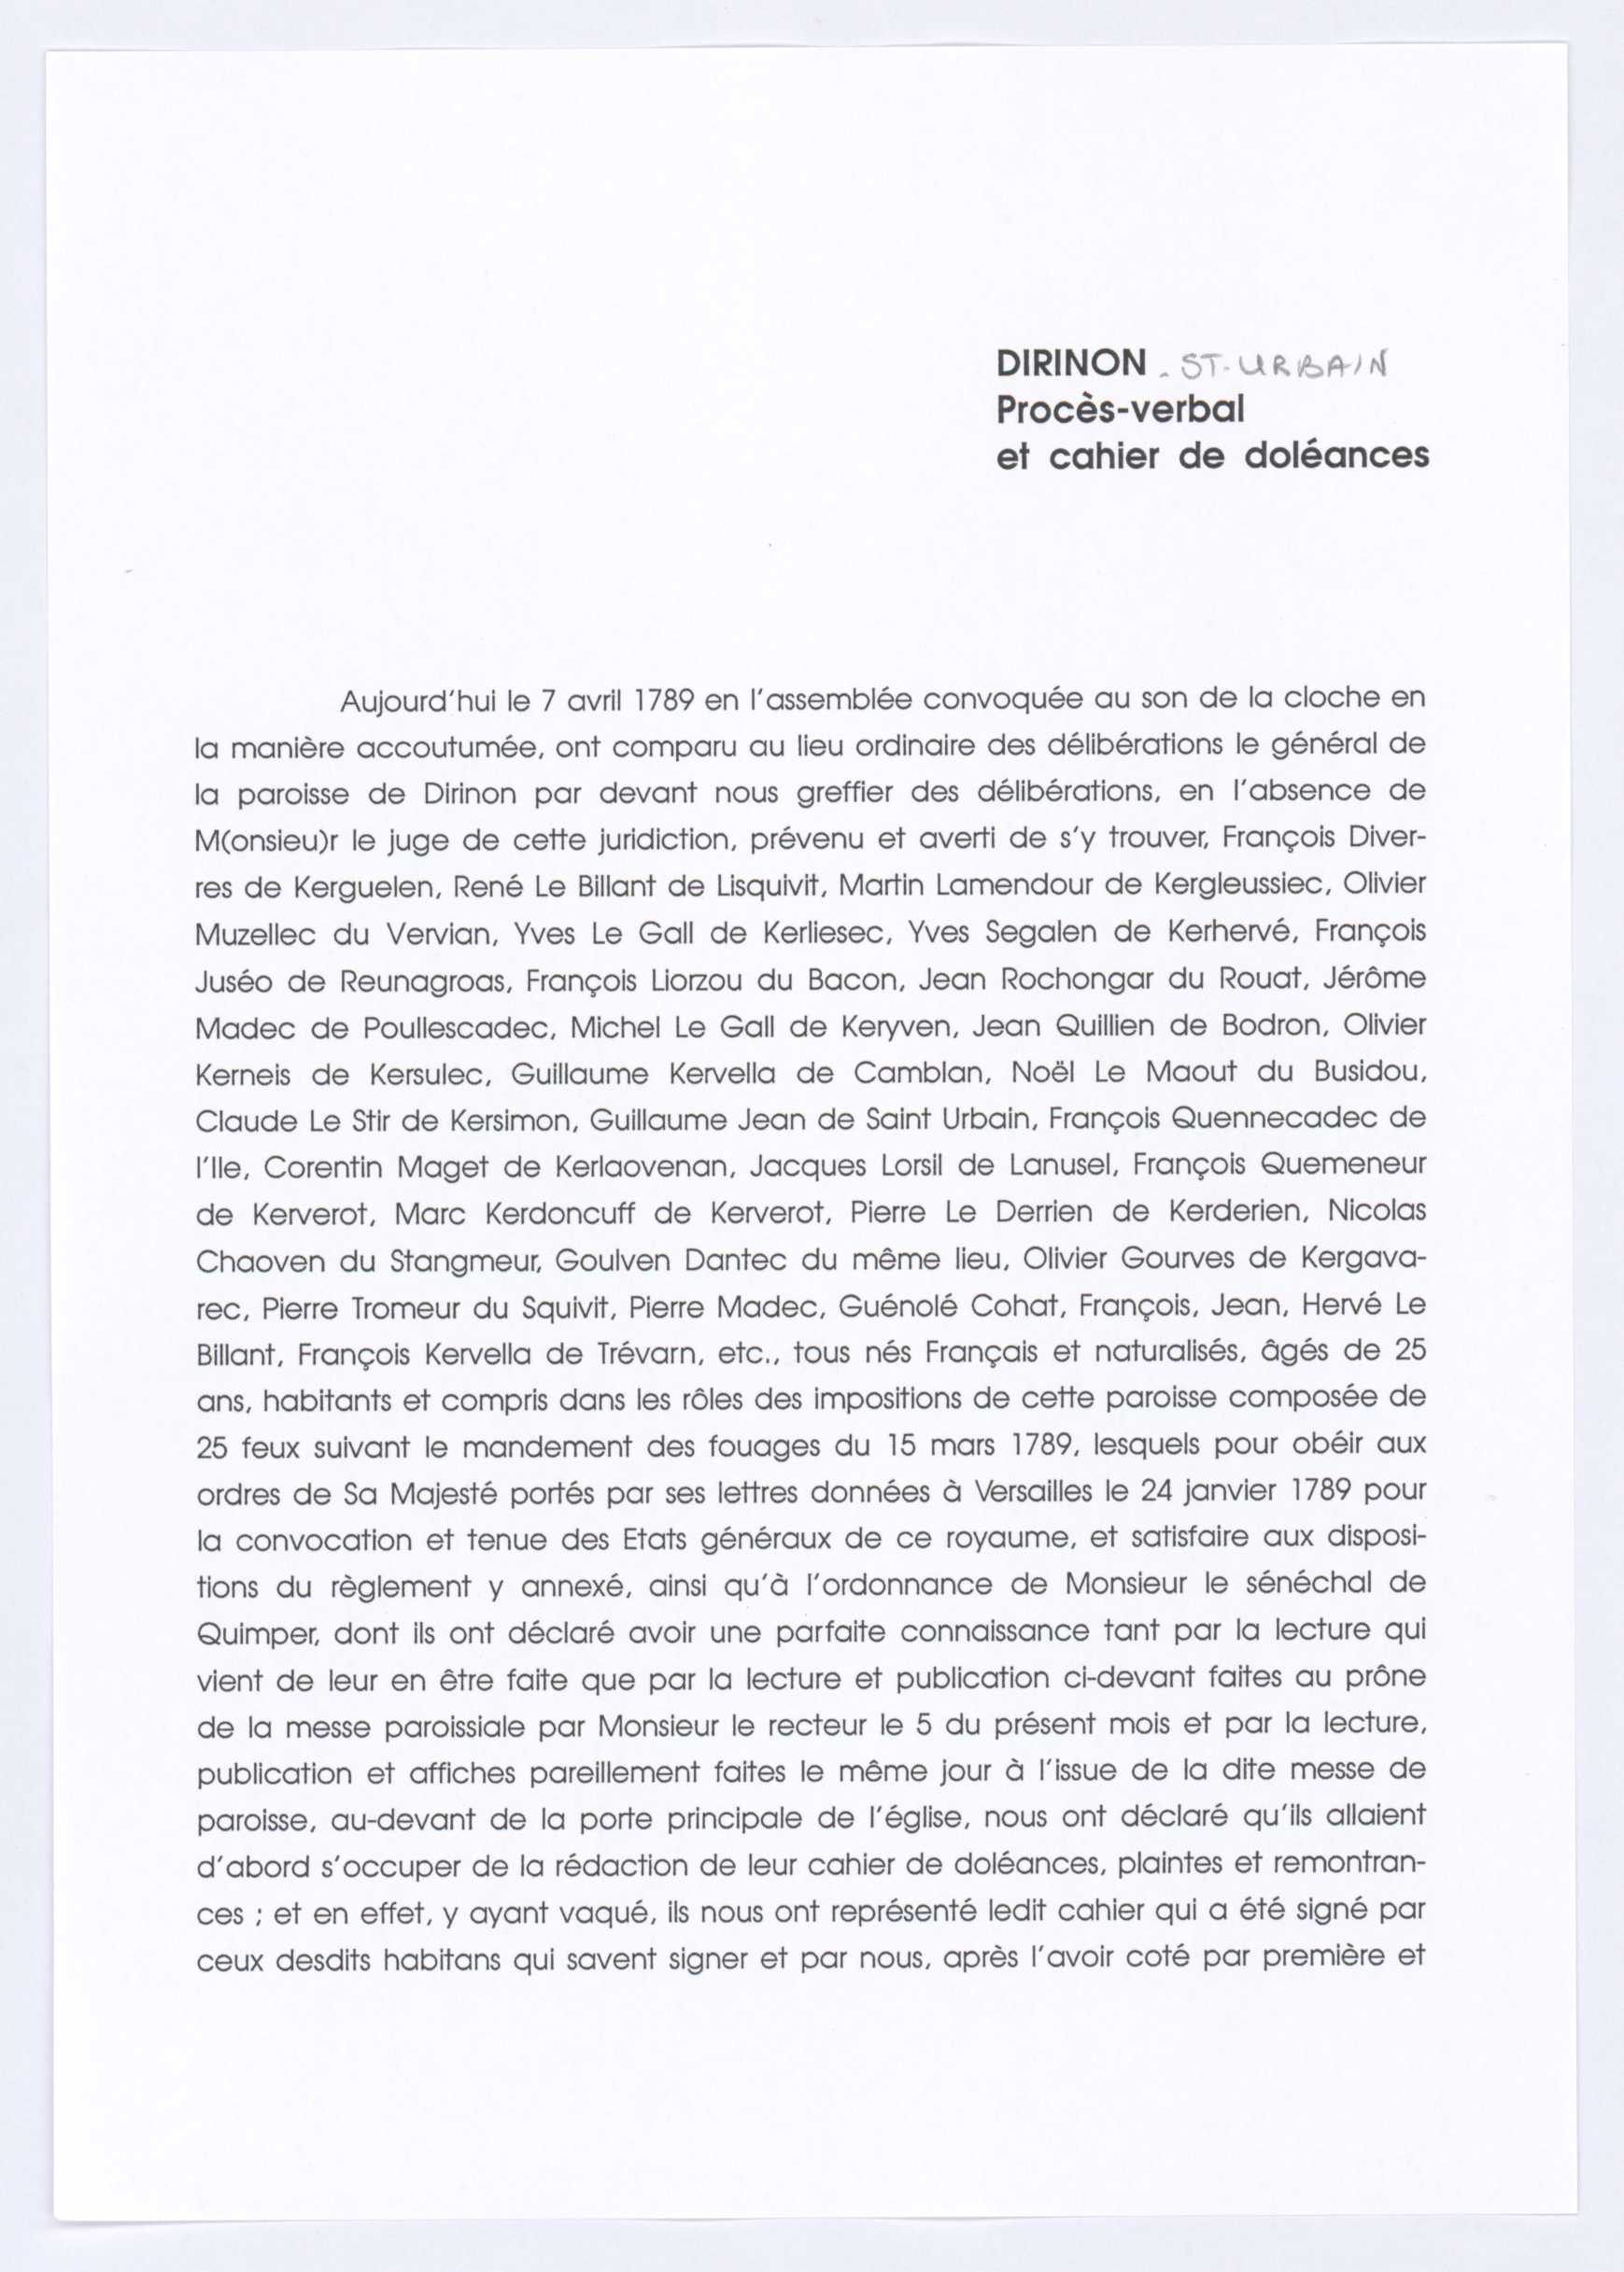 DIRINON - ST-URBAIN
Procès-verbal
et cahier de doléances
Aujourd'hui le 7 avril 1789 en l'assemblée convoquée au son de la cloche en
la manière accoutumée, ont comparu au lieu ordinaire des délibérations le général de
la paroisse de Dirinon par devant nous greffier des délibérations, en l'absence de
M(onsieu)r le juge de cette juridiction, prévenu et averti de s'y trouver, François Diver-
res de Kerguelen, René Le Billant de Lisquivit, Martin Lamendour de Kergleussiec, Olivier
Muzellec du Vervian, Yves Le Gall de Kerliesec, Yves Segalen de Kerhervé, François
Juséo de Reunagroas, François Liorzou du Bacon, Jean Rochongar du Rouat, Jérôme
Madec de Poullescadec, Michel Le Gall de Keryven, Jean Quillien de Bodron, Olivier
Kerneis de Kersulec, Guillaume Kervella de Camblan, Noël Le Maout du Busidou,
Claude Le Stir de Kersimon, Guillaume Jean de Saint Urbain, François Quennecadec de
l'Ile, Corentin Maget de Kerlaovenan, Jacques Lorsil de Lanusel, François Quemeneur
de Kerverot, Marc Kerdoncuff de Kerverot, Pierre Le Derrien de Kerderien, Nicolas
Chaoven du Stangmeur, Goulven Dantec du même lieu, Olivier Gourves de Kergava-
rec, Pierre Tromeur du Squivit, Pierre Madec, Guénolé Cohat, François, Jean, Hervé Le
Billant, François Kervella de Trévarn, etc., tous nés Français et naturalisés, âgés de 25
ans, habitants et compris dans les rôles des impositions de cette paroisse composée de
25 feux suivant le mandement des fouages du 15 mars 1789, lesquels pour obéir aux
ordres de Sa Majesté portés par ses lettres données à Versailles le 24 janvier 1789 pour
la convocation et tenue des Etats généraux de ce royaume, et satisfaire aux disposi-
tions du règlement y annexé, ainsi qu'à l'ordonnance de Monsieur le sénéchal de
Quimper, dont ils ont déclaré avoir une parfaite connaissance tant par la lecture qui
vient de leur en être faite que par la lecture et publication ci-devant faites au prône
de la messe paroissiale par Monsieur le recteur le 5 du présent mois et par la lecture,
publication et affiches pareillement faites le même jour à l'issue de la dite messe de
paroisse, au-devant de la porte principale de l'église, nous ont déclaré qu'ils allaient
d'abord s'occuper de la rédaction de leur cahier de doléances, plaintes et remontran-
ces ; et en effet, y ayant vaqué, ils nous ont représenté ledit cahier qui a été signé par
ceux desdits habitans qui savent signer et par nous, après l'avoir coté par première et